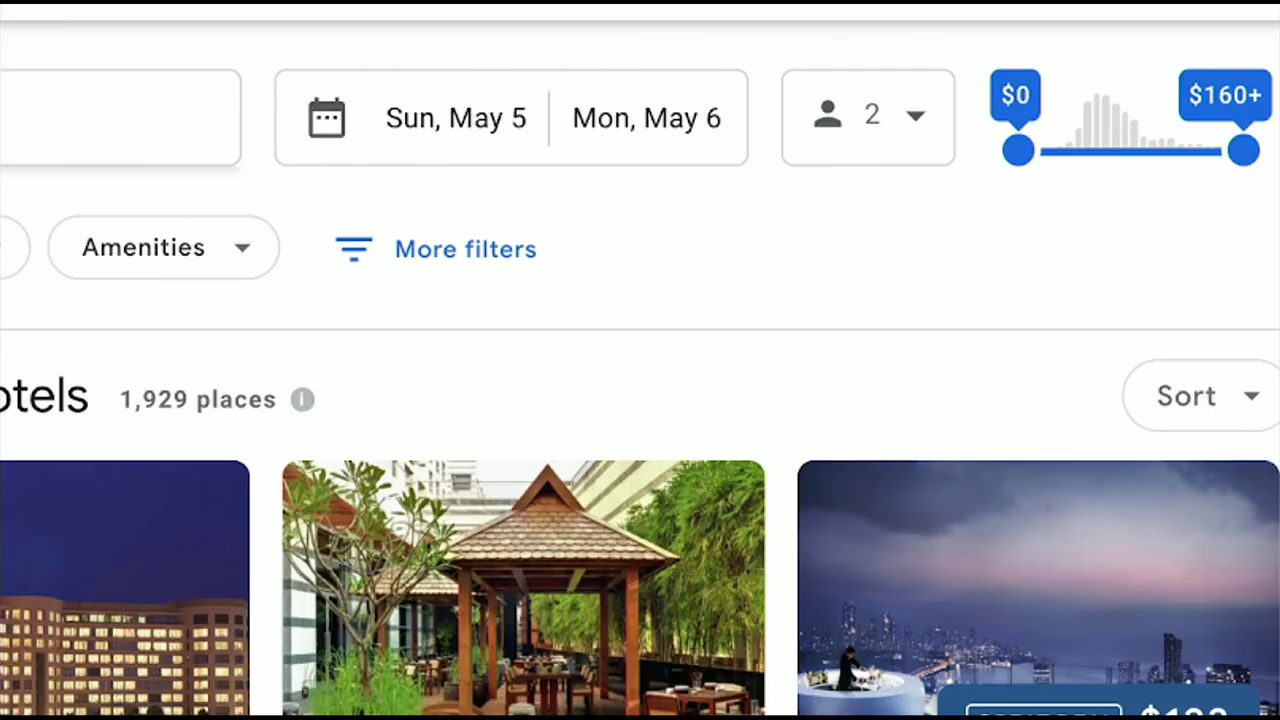 Sun, May 5 Mon, May 6 2 $0 $160+
Amenities More filters
otels 1,929 places Sort